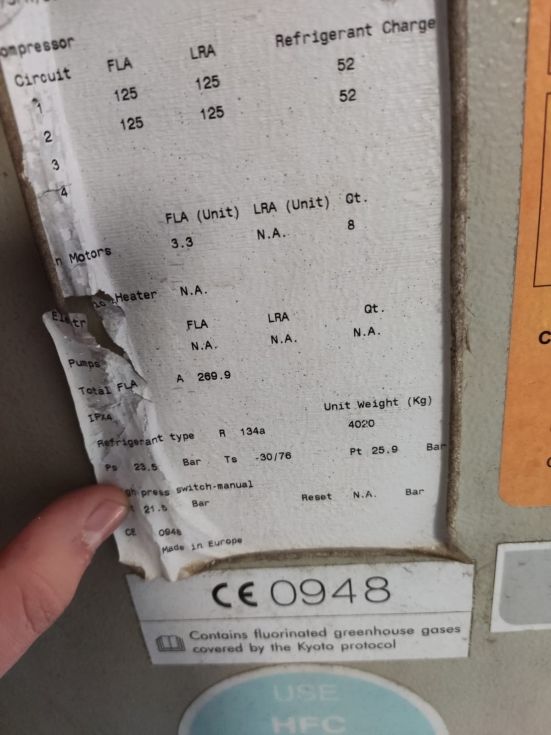 ompressor
Circuit FLA LRA Refrigerant Charge
1 125 125 52
2 125 125 52
3
4
FLA (Unit) LRA (Unit) Qt.
n Motors 3.3 N.A. 8
Heater N.A.
FLA LRA Qt.
Pumps N.A. N.A. N.A.
Total FLA A 269.9
IPX4 Unit Weight (Kg)
Refrigerant type R 134a 4020
Ps 23.5 Bar Ts -30/76 Pt 25.9 Bar
gh press switch-manual
21.5 Bar Reset N.A. Bar
CE 0948
Made in Europe
CE 0948
Contains fluorinated greenhouse gases
covered by the Kyoto protocol
USE
HFC